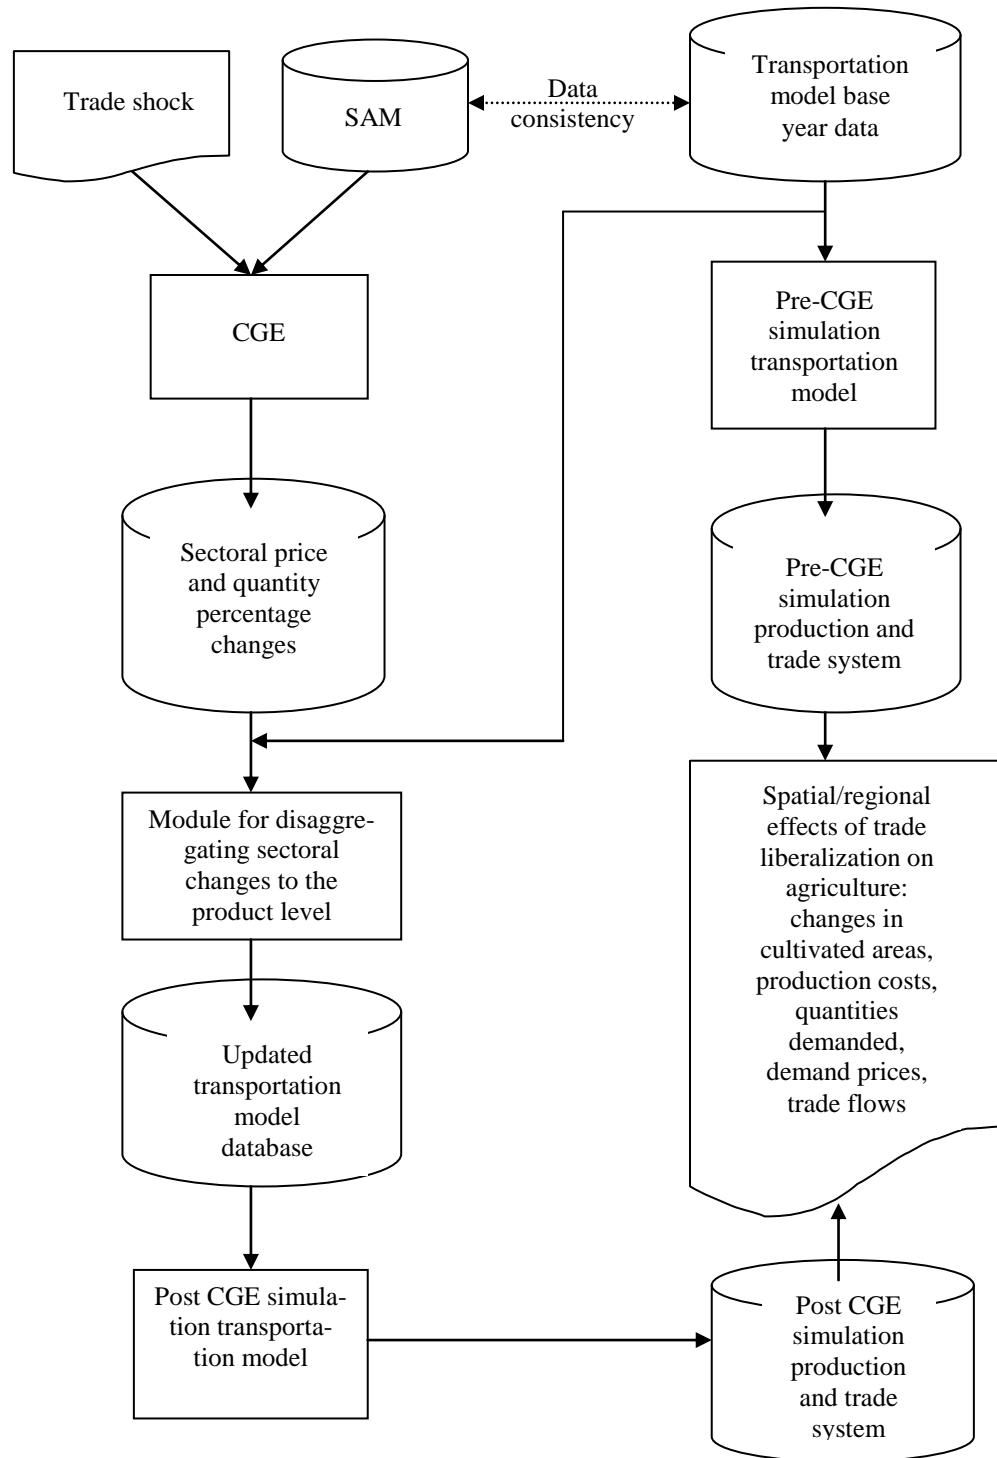 Trade shock
SAM
Data
consistency
Transportation
model base
year data
CGE
Pre-CGE
simulation
transportation
model
Sectoral price
and quantity
percentage
changes
Pre-CGE
simulation
production and
trade system
Module for disaggre-
gating sectoral
changes to the
product level
Spatial/regional
effects of trade
liberalization on
agriculture:
changes in
cultivated areas,
production costs,
quantities
demanded,
demand prices,
trade flows
Updated
transportation
model
database
Post CGE simula-
tion transporta-
tion model
Post CGE
simulation
production
and trade
system